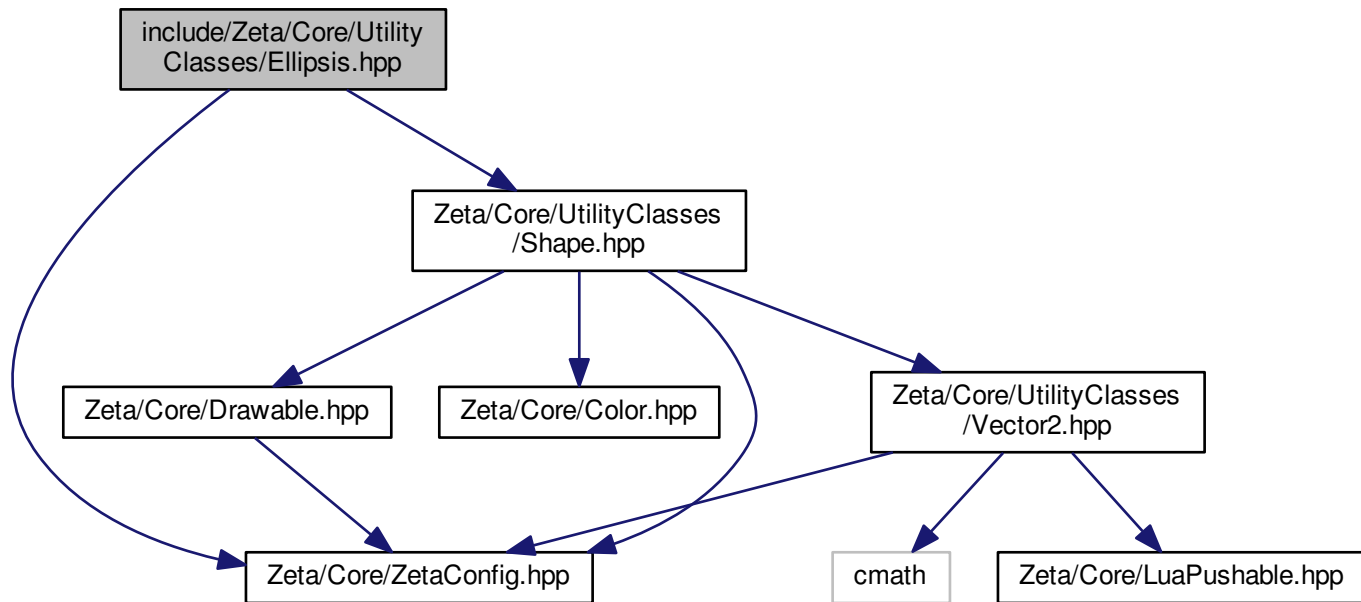 include/Zeta/Core/Utility
Classes/Ellipsis.hpp
Zeta/Core/UtilityClasses
/Shape.hpp
Zeta/Core/Drawable.hpp
Zeta/Core/Color.hpp
Zeta/Core/UtilityClasses
/Vector2.hpp
Zeta/Core/ZetaConfig.hpp
cmath
Zeta/Core/LuaPushable.hpp